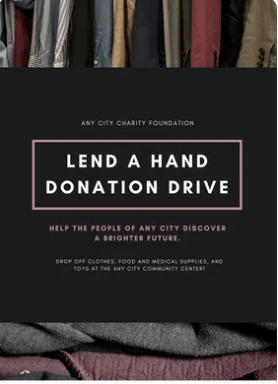 ANY CITY CHARITY FOUNDATION
LEND A HAND
DONATION DRIVE
HELP THE PEOPLE OF ANY CITY DISCOVER
A BRIGHTER FUTURE.
DROP OFF CLOTHES, FOOD AND MEDICAL SUPPLIES, AND
TOYS AT THE ANY CITY COMMUNITY CENTER!